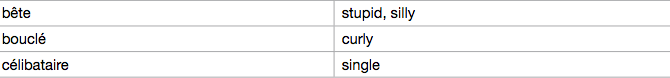 bête stupid, silly
bouclé curly
célibataire single